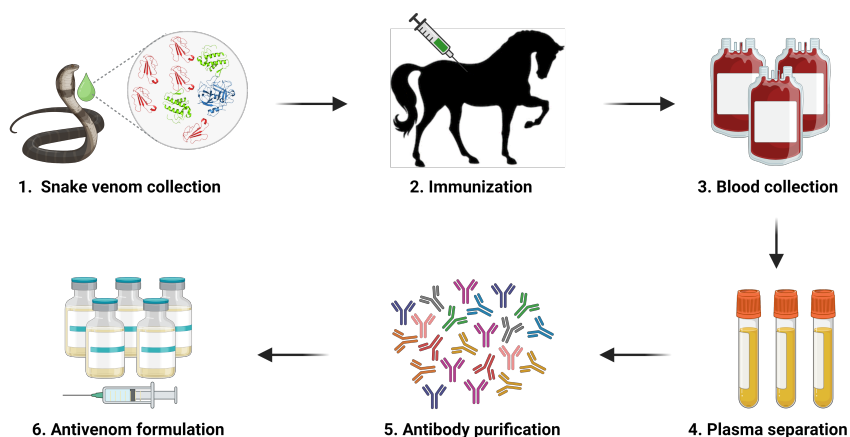 1. Snake venom collection
2. Immunization
3. Blood collection
4. Plasma separation
5. Antibody purification
6. Antivenom formulation